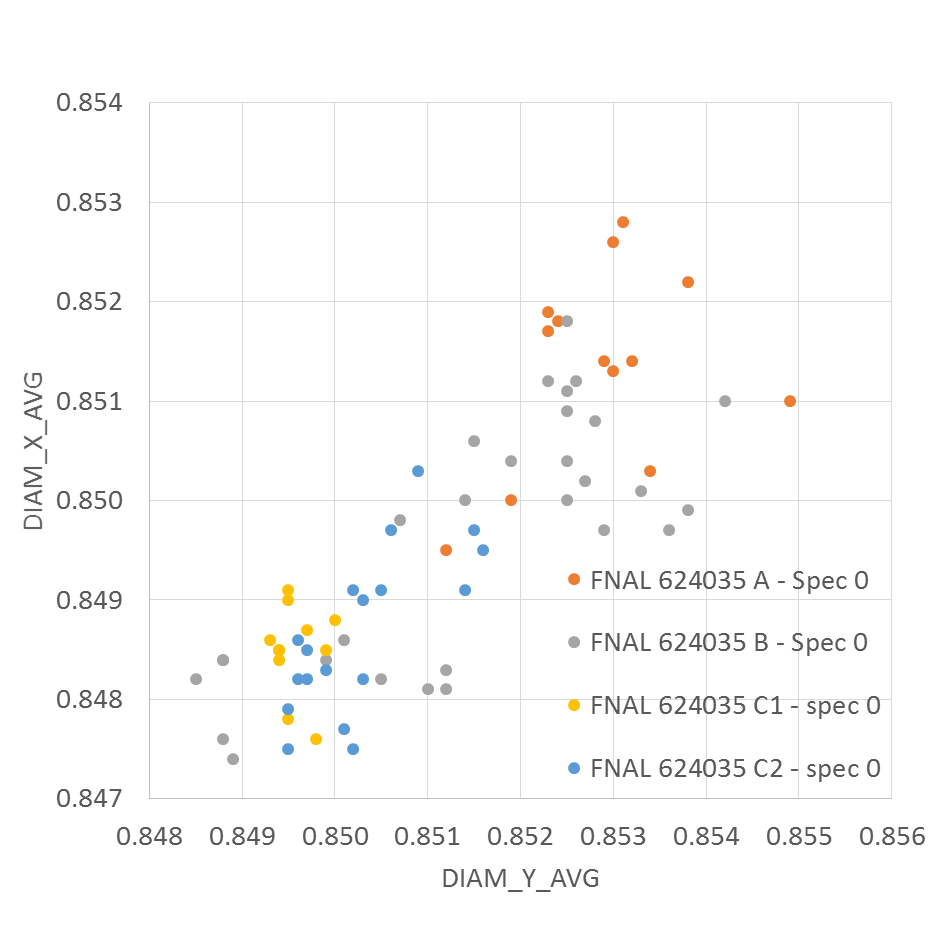 0.854
0.853
0.852
0.851
0.850
0.849
0.848
0.847
DIAM_X_AVG
FNAL 624035 A - Spec 0
FNAL 624035 B - Spec 0
FNAL 624035 C1 - spec 0
FNAL 624035 C2 - spec 0
0.848 0.849 0.850 0.851 0.852 0.853 0.854 0.855 0.856
DIAM_Y_AVG